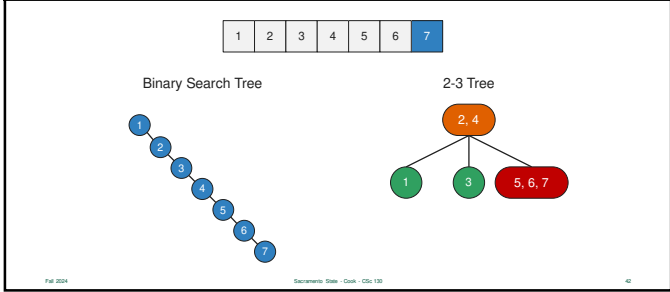 1 2 3 4 5 6 7
Binary Search Tree
2-3 Tree
1
2
3
4
5
6
7
2, 4
1 3 5, 6, 7
Fall 2024 Sacramento State - Cook - CSc 130 42